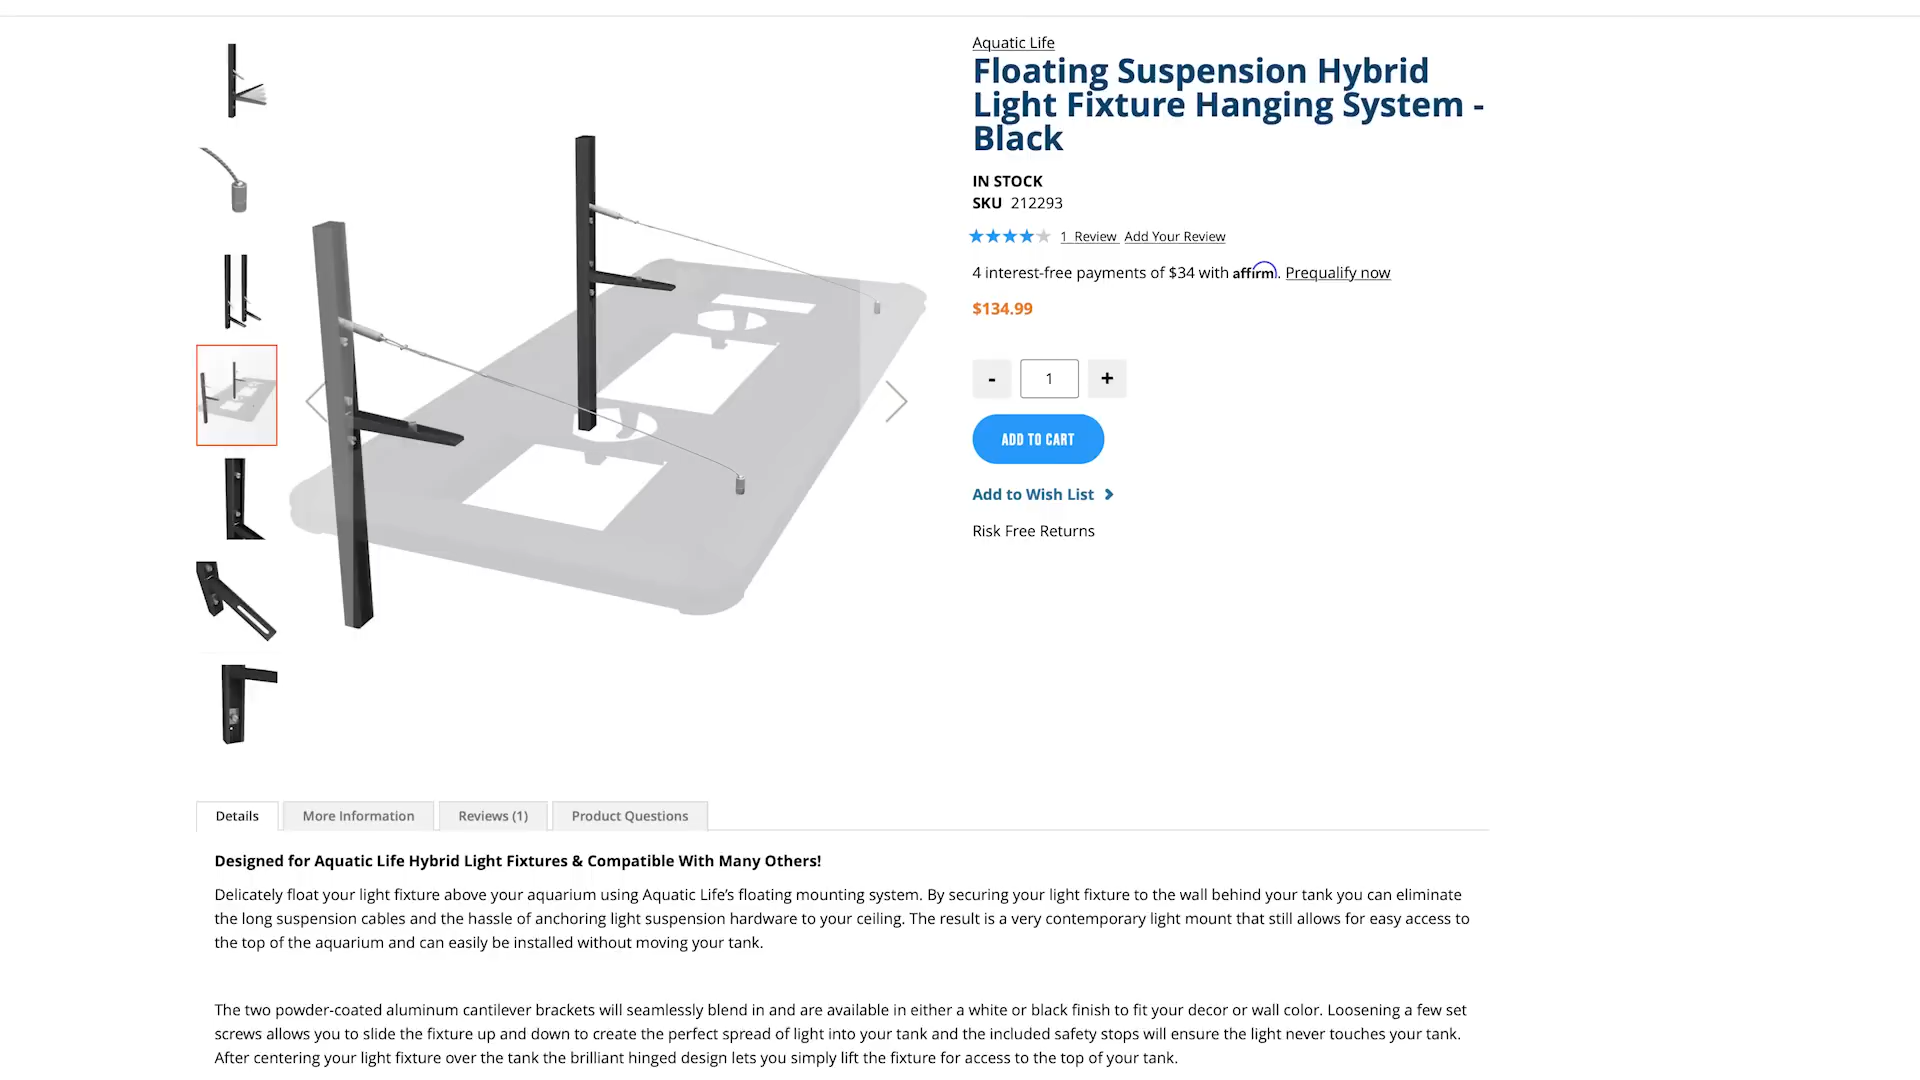 Aquatic Life
Floating Suspension Hybrid
Light Fixture Hanging System -
Black
IN STOCK
SKU 212293
1 Review Add Your Review
4 interest-free payments of $34 with affirm. Prequalify now
$134.99
- 1 +
ADD TO CART
Add to Wish List
Risk Free Returns
Details More Information Reviews (1) Product Questions
Designed for Aquatic Life Hybrid Light Fixtures & Compatible With Many Others!
Delicately float your light fixture above your aquarium using Aquatic Life’s floating mounting system. By securing your light fixture to the wall behind your tank you can eliminate
the long suspension cables and the hassle of anchoring light suspension hardware to your ceiling. The result is a very contemporary light mount that still allows for easy access to
the top of the aquarium and can easily be installed without moving your tank.
The two powder-coated aluminum cantilever brackets will seamlessly blend in and are available in either a white or black finish to fit your decor or wall color. Loosening a few set
screws allows you to slide the fixture up and down to create the perfect spread of light into your tank and the included safety stops will ensure the light never touches your tank.
After centering your light fixture over the tank the brilliant hinged design lets you simply lift the fixture for access to the top of your tank.